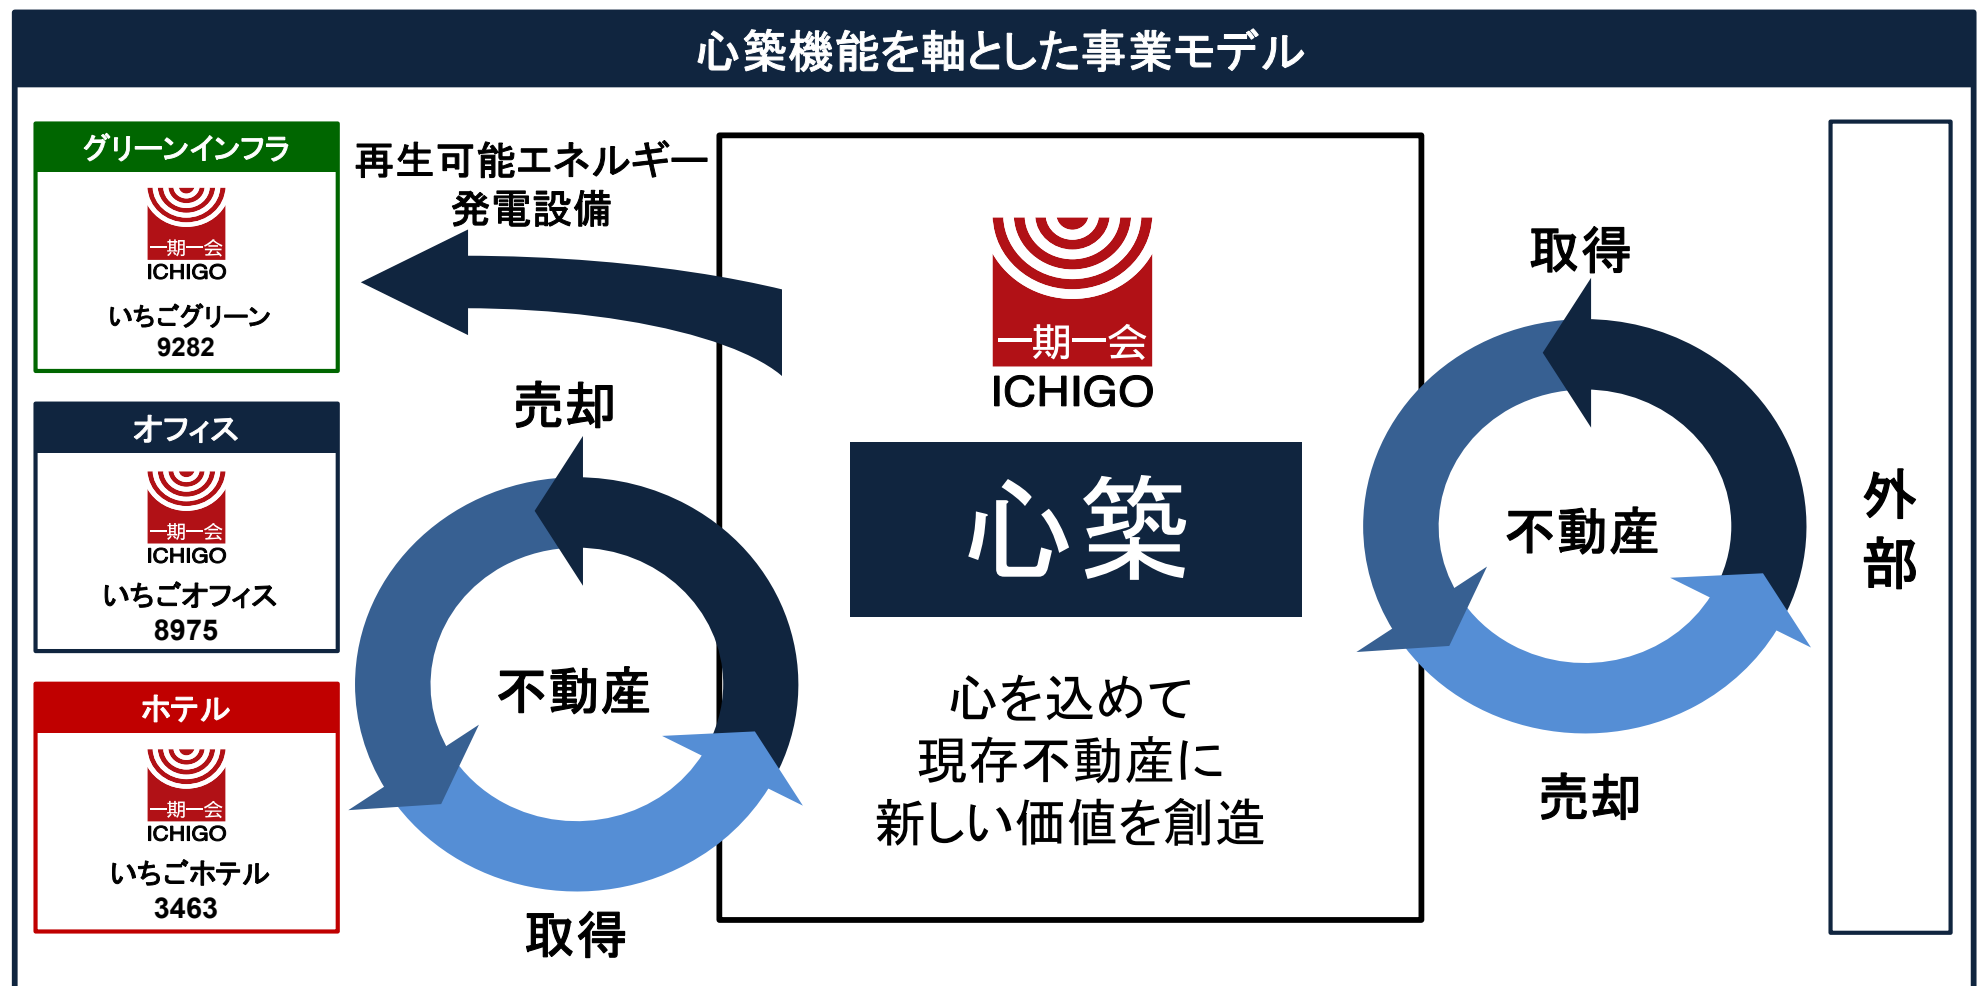 心築機能を軸とした事業モデル
グリーンインフラ
一期一会
ICHIGO
いちごグリーン
9282
オフィス
一期一会
ICHIGO
いちごオフィス
8975
ホテル
一期一会
ICHIGO
いちごホテル
3463
再生可能エネルギー
発電設備
売却
不動産
取得
一期一会
ICHIGO
心築
心を込めて
現存不動産に
新しい価値を創造
取得
不動産
売却
外部